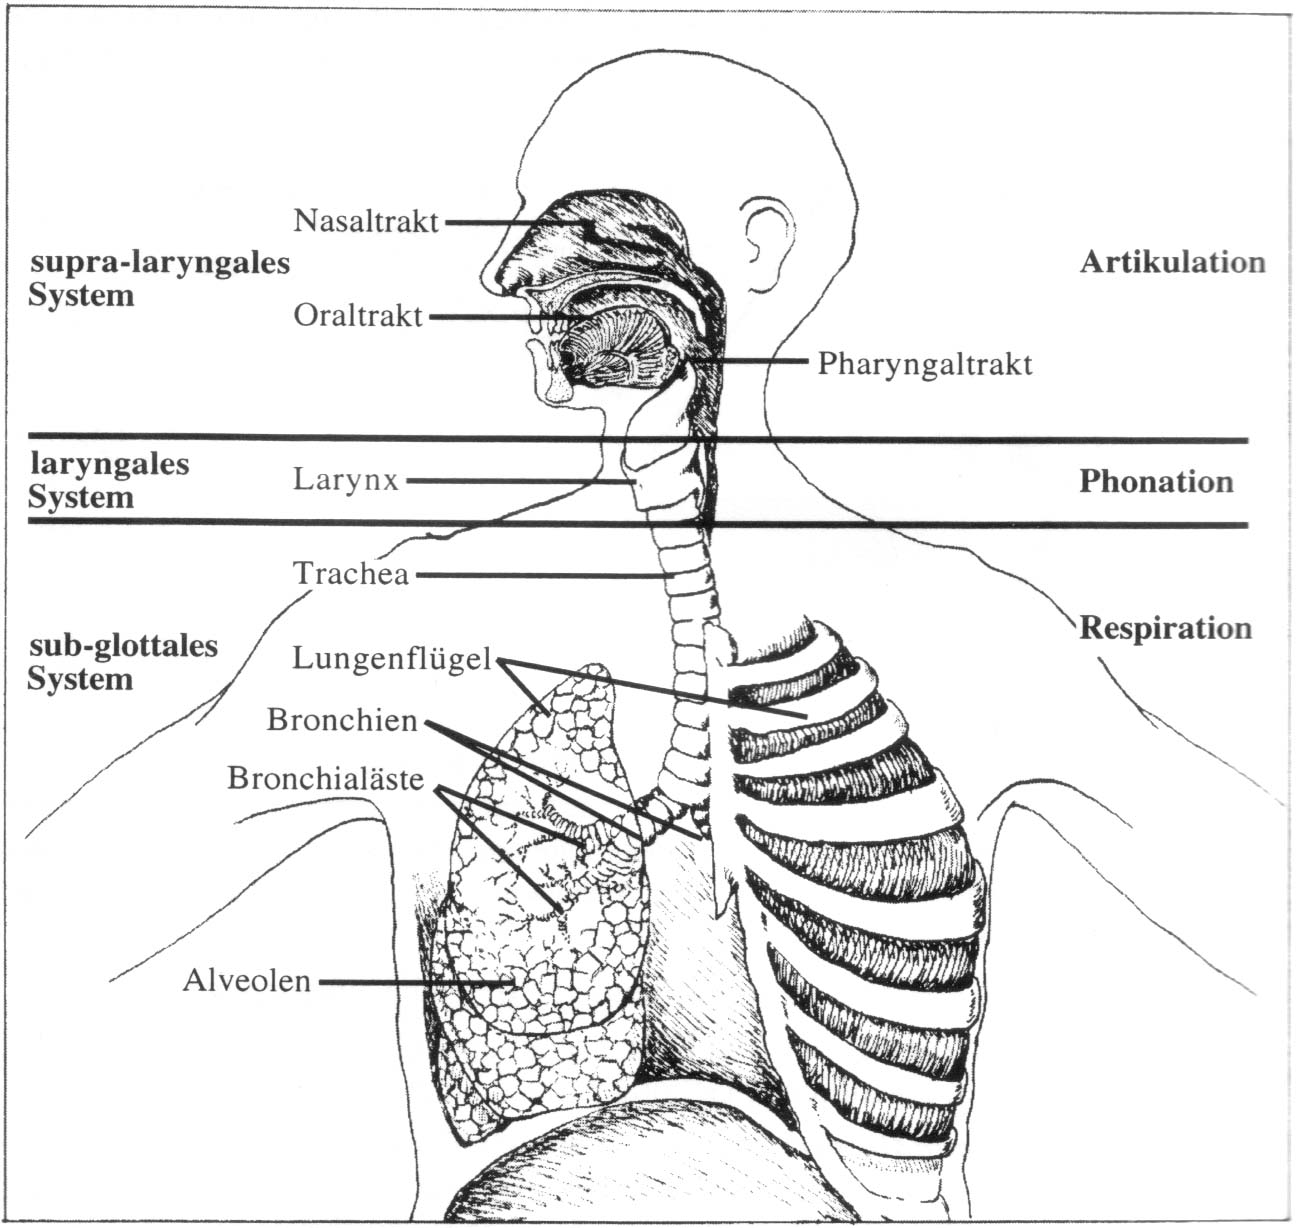 Nasaltrakt
supra-laryngales
System
Artikulation
Oraltrakt
Pharyngaltrakt
laryngales
System
Larynx
Phonation
Trachea
sub-glottales
System
Respiration
Lungenflügel
Bronchien
Bronchialäste
Alveolen